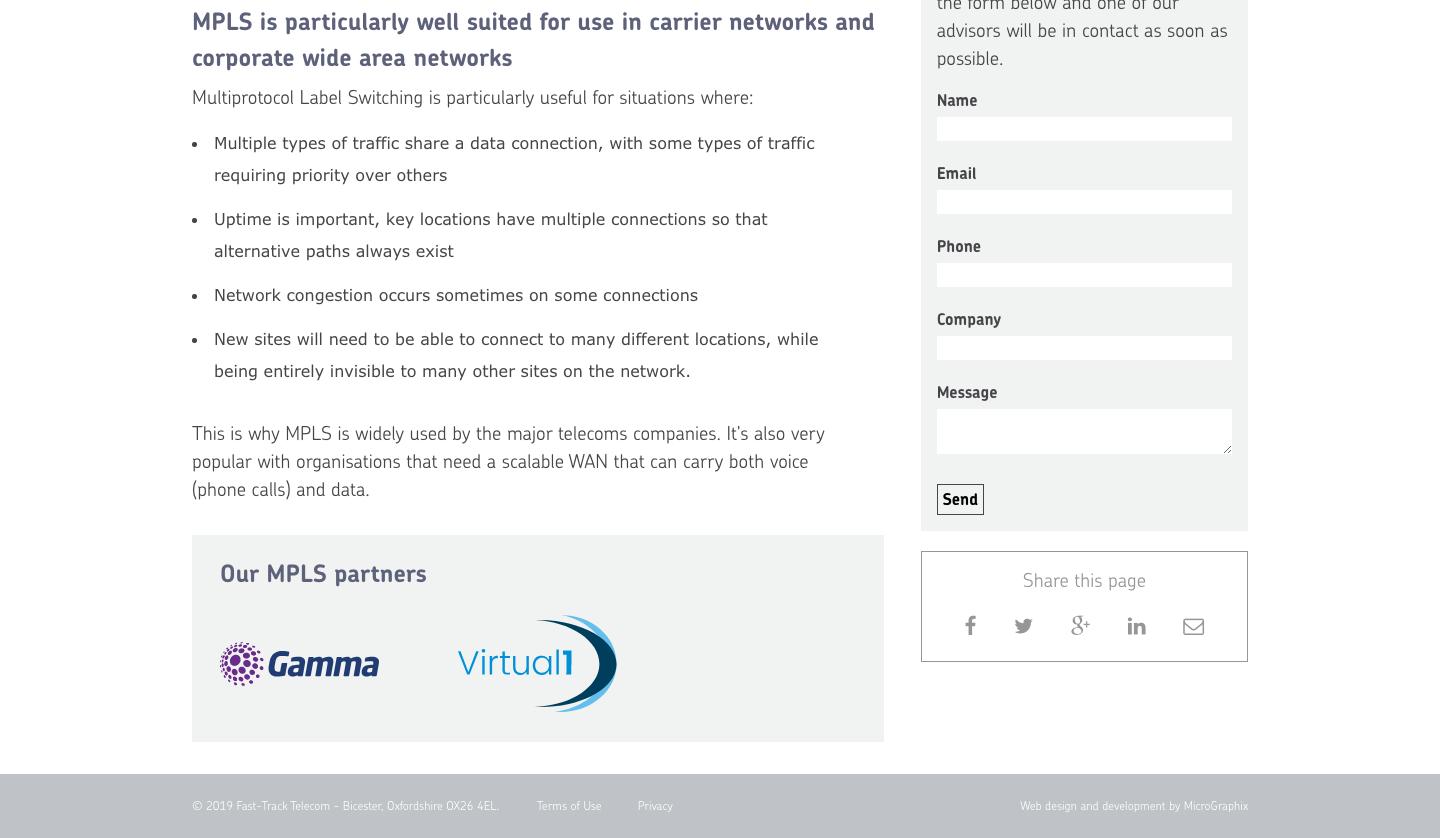 MPLS is particularly well suited for use in carrier networks and
corporate wide area networks
Multiprotocol Label Switching is particularly useful for situations where:
• Multiple types of traffic share a data connection, with some types of traffic
requiring priority over others
• Uptime is important, key locations have multiple connections so that
alternative paths always exist
• Network congestion occurs sometimes on some connections
• New sites will need to be able to connect to many different locations, while
being entirely invisible to many other sites on the network.
This is why MPLS is widely used by the major telecoms companies. It's also very
popular with organisations that need a scalable WAN that can carry both voice
(phone calls) and data.
Our MPLS partners
Gamma
Virtual1
the form below and one of our
advisors will be in contact as soon as
possible.
Name
Email
Phone
Company
Message
Send
Share this page
© 2019 Fast-Track Telecom - Bicester, Oxfordshire OX26 4EL.
Terms of Use
Privacy
Web design and development by MicroGraphix